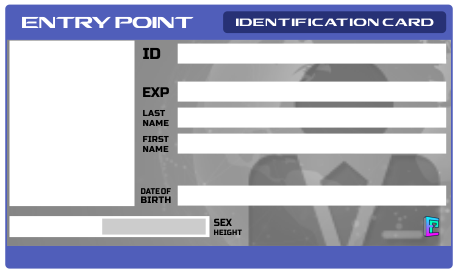 ENTRY POINT
IDENTIFICATION CARD
ID
EXP
LAST
NAME
FIRST
NAME
DATE OF
BIRTH
SEX
HEIGHT